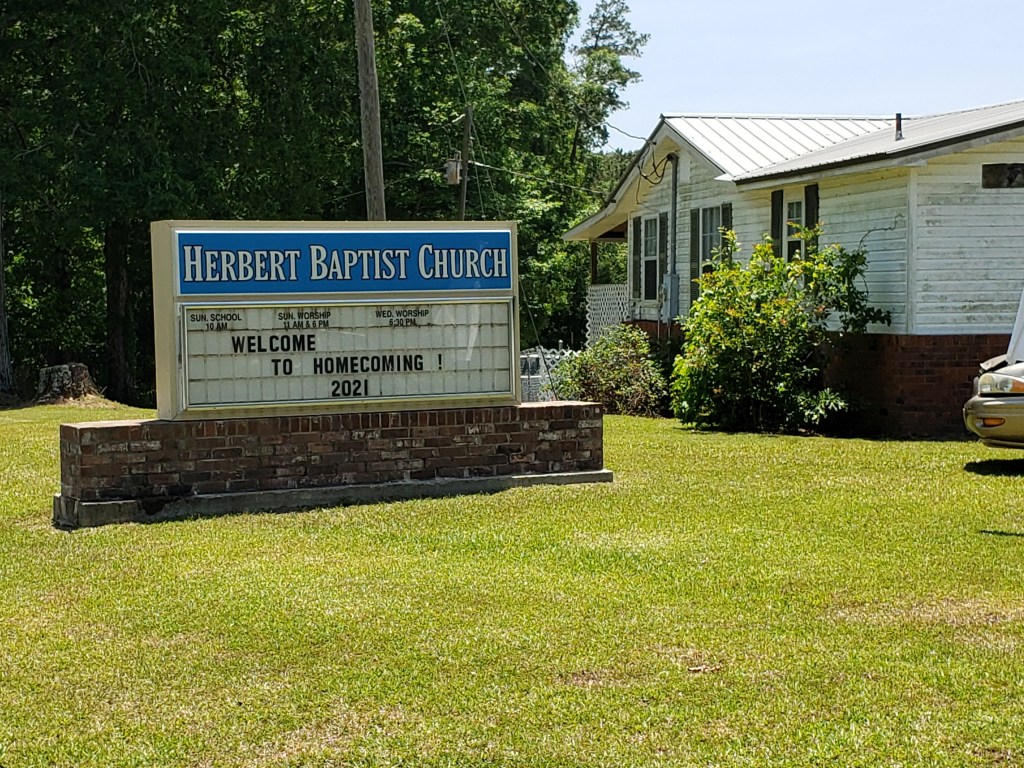 HERBERT BAPTIST CHURCH
SUN. SCHOOL SUN. WORSHIP WED. WORSHIP
10 AM 11 AM & 6 PM 6:30 PM
WELCOME
TO HOMECOMING !
2021